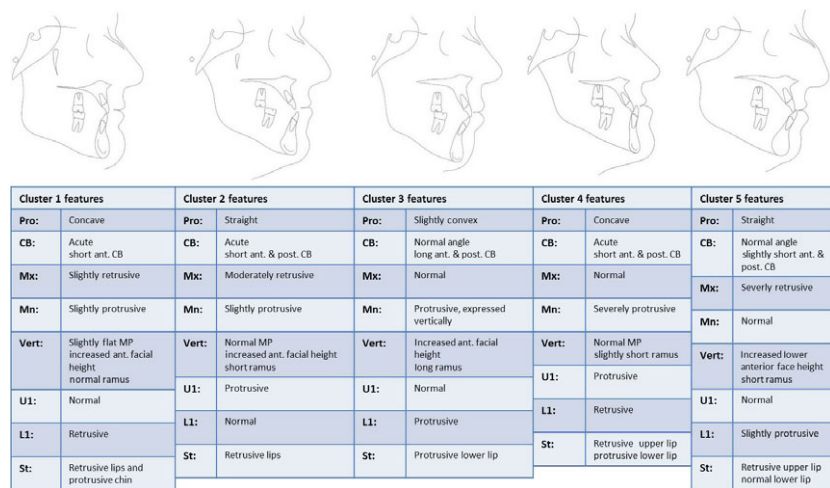 Cluster 1 features
Pro: Concave
CB: Acute
short ant. CB
Mx: Slightly retrusive
Mn: Slightly protrusive
Vert: Slightly flat MP
increased ant. facial
height
normal ramus
U1: Normal
L1: Retrusive
St: Retrusive lips and
protrusive chin
Cluster 2 features
Pro: Straight
CB: Acute
short ant. & post. CB
Mx: Moderately retrusive
Mn: Slightly protrusive
Vert: Normal MP
increased ant. facial height
short ramus
U1: Protrusive
L1: Normal
St: Retrusive lips
Cluster 3 features
Pro: Slightly convex
CB: Normal angle
long ant. & post. CB
Mx: Normal
Mn: Protrusive, expressed
vertically
Vert: Increased ant. facial
height
long ramus
U1: Normal
L1: Protrusive
St: Protrusive lower lip
Cluster 4 features
Pro: Concave
CB: Acute
short ant. & post. CB
Mx: Normal
Mn: Severely protrusive
Vert: Normal MP
slightly short ramus
U1: Protrusive
L1: Retrusive
St: Retrusive upper lip
protrusive lower lip
Cluster 5 features
Pro: Straight
CB: Normal angle
slightly short ant. &
post. CB
Mx: Severly retrusive
Mn: Normal
Vert: Increased lower
anterior face height
short ramus
U1: Normal
L1: Slightly protrusive
St: Retrusive upper lip
normal lower lip